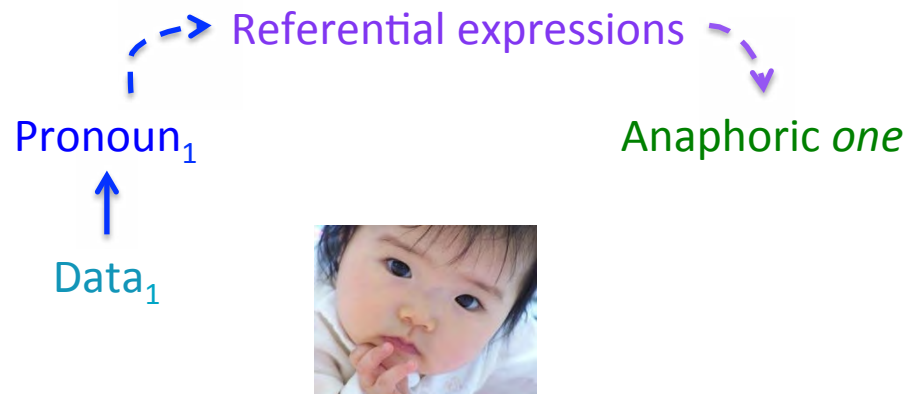 Referential expressions
Pronoun₁
Anaphoric one
Data₁